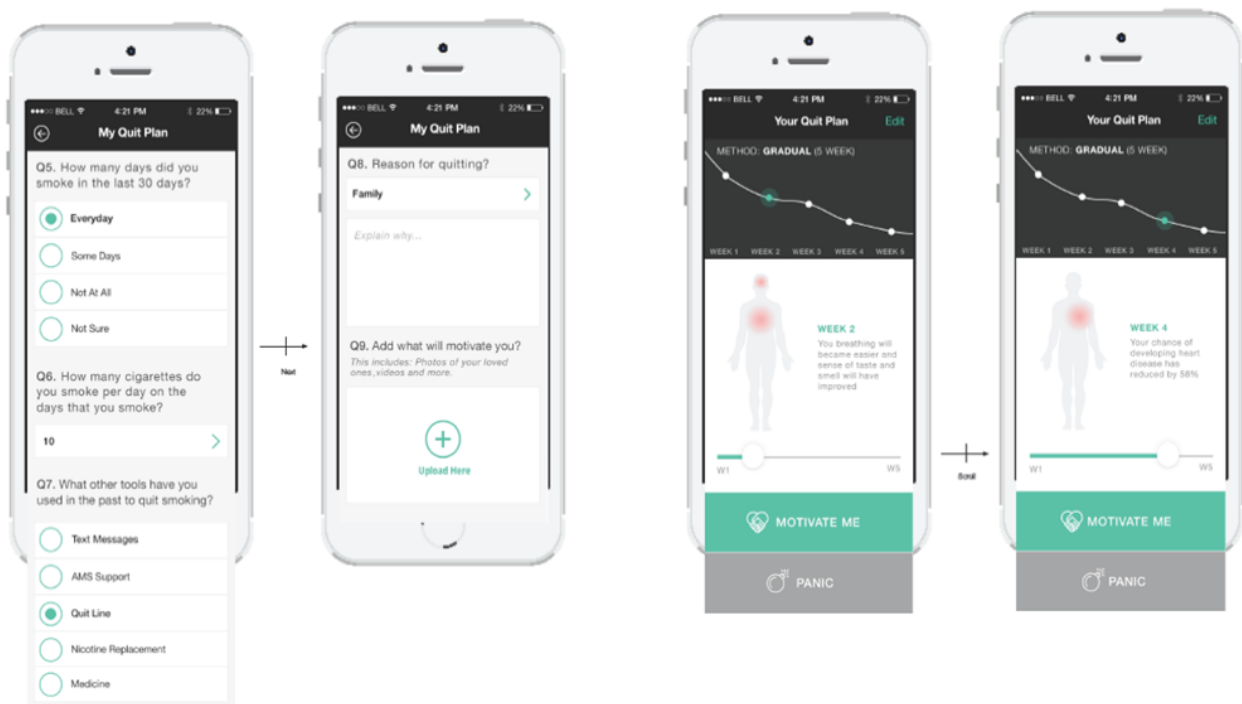 BELL 4:21 PM 22%
My Quit Plan
Q5. How many days did you
smoke in the last 30 days?
Everyday
Some Days
Not At All
Not Sure
Q6. How many cigarettes do
you smoke per day on the
days that you smoke?
10
Q7. What other tools have you
used in the past to quit smoking?
Text Messages
AMS Support
Quit Line
Nicotine Replacement
Medicine
Next
BELL 4:21 PM 22%
My Quit Plan
Q8. Reason for quitting?
Family
Explain why...
Q9. Add what will motivate you?
This includes: Photos of your loved
ones,videos and more.
Upload Here
BELL 4:21 PM 22%
Your Quit Plan Edit
METHOD: GRADUAL (5 WEEK)
WEEK 1 WEEK 2 WEEK 3 WEEK 4 WEEK 5
WEEK 2
You breathing will
became easier and
sense of taste and
smell will have
improved
W1 W5
MOTIVATE ME
PANIC
Scroll
BELL 4:21 PM 22%
Your Quit Plan Edit
METHOD: GRADUAL (5 WEEK)
WEEK 1 WEEK 2 WEEK 3 WEEK 4 WEEK 5
WEEK 4
Your chance of
developing heart
disease has
reduced by 58%
W1 W5
MOTIVATE ME
PANIC